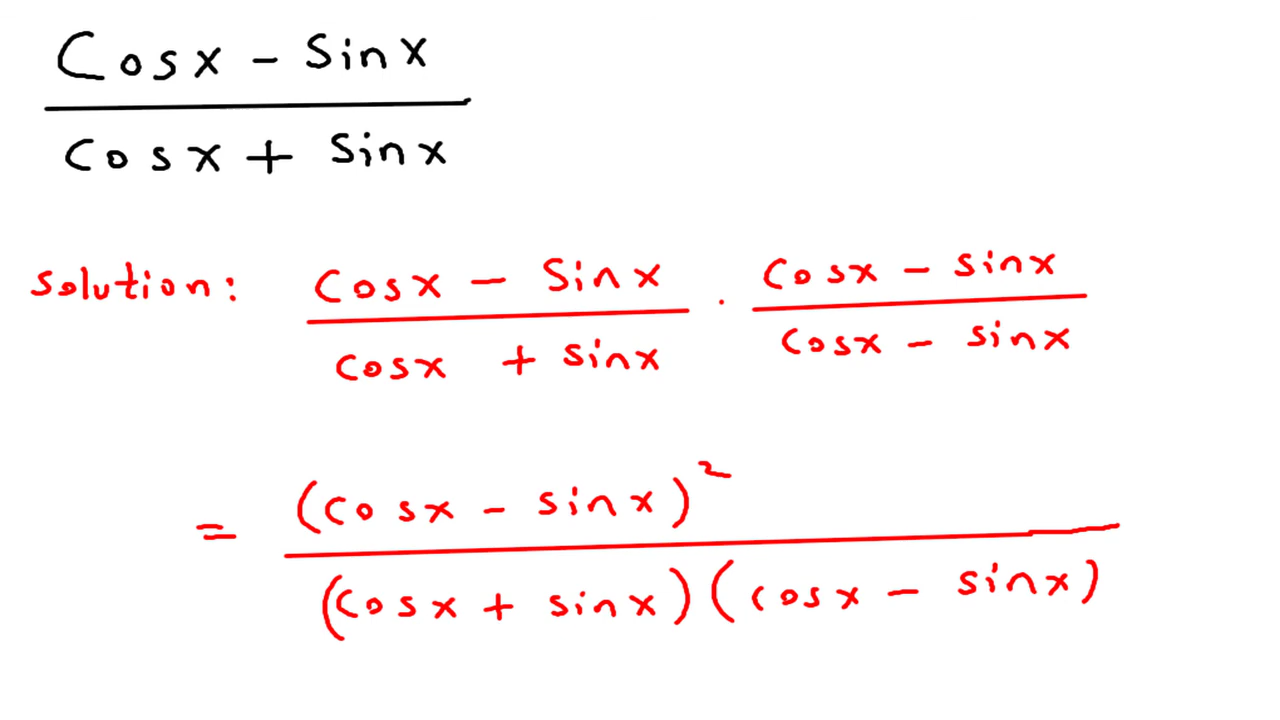 Cosx - Sinx
cosx + Sinx
solution: Cosx - Sinx . Cosx - sinx
cosx + sinx cosx - sinx
= (cosx - sinx)²
(cosx + sinx)(cosx - sinx)